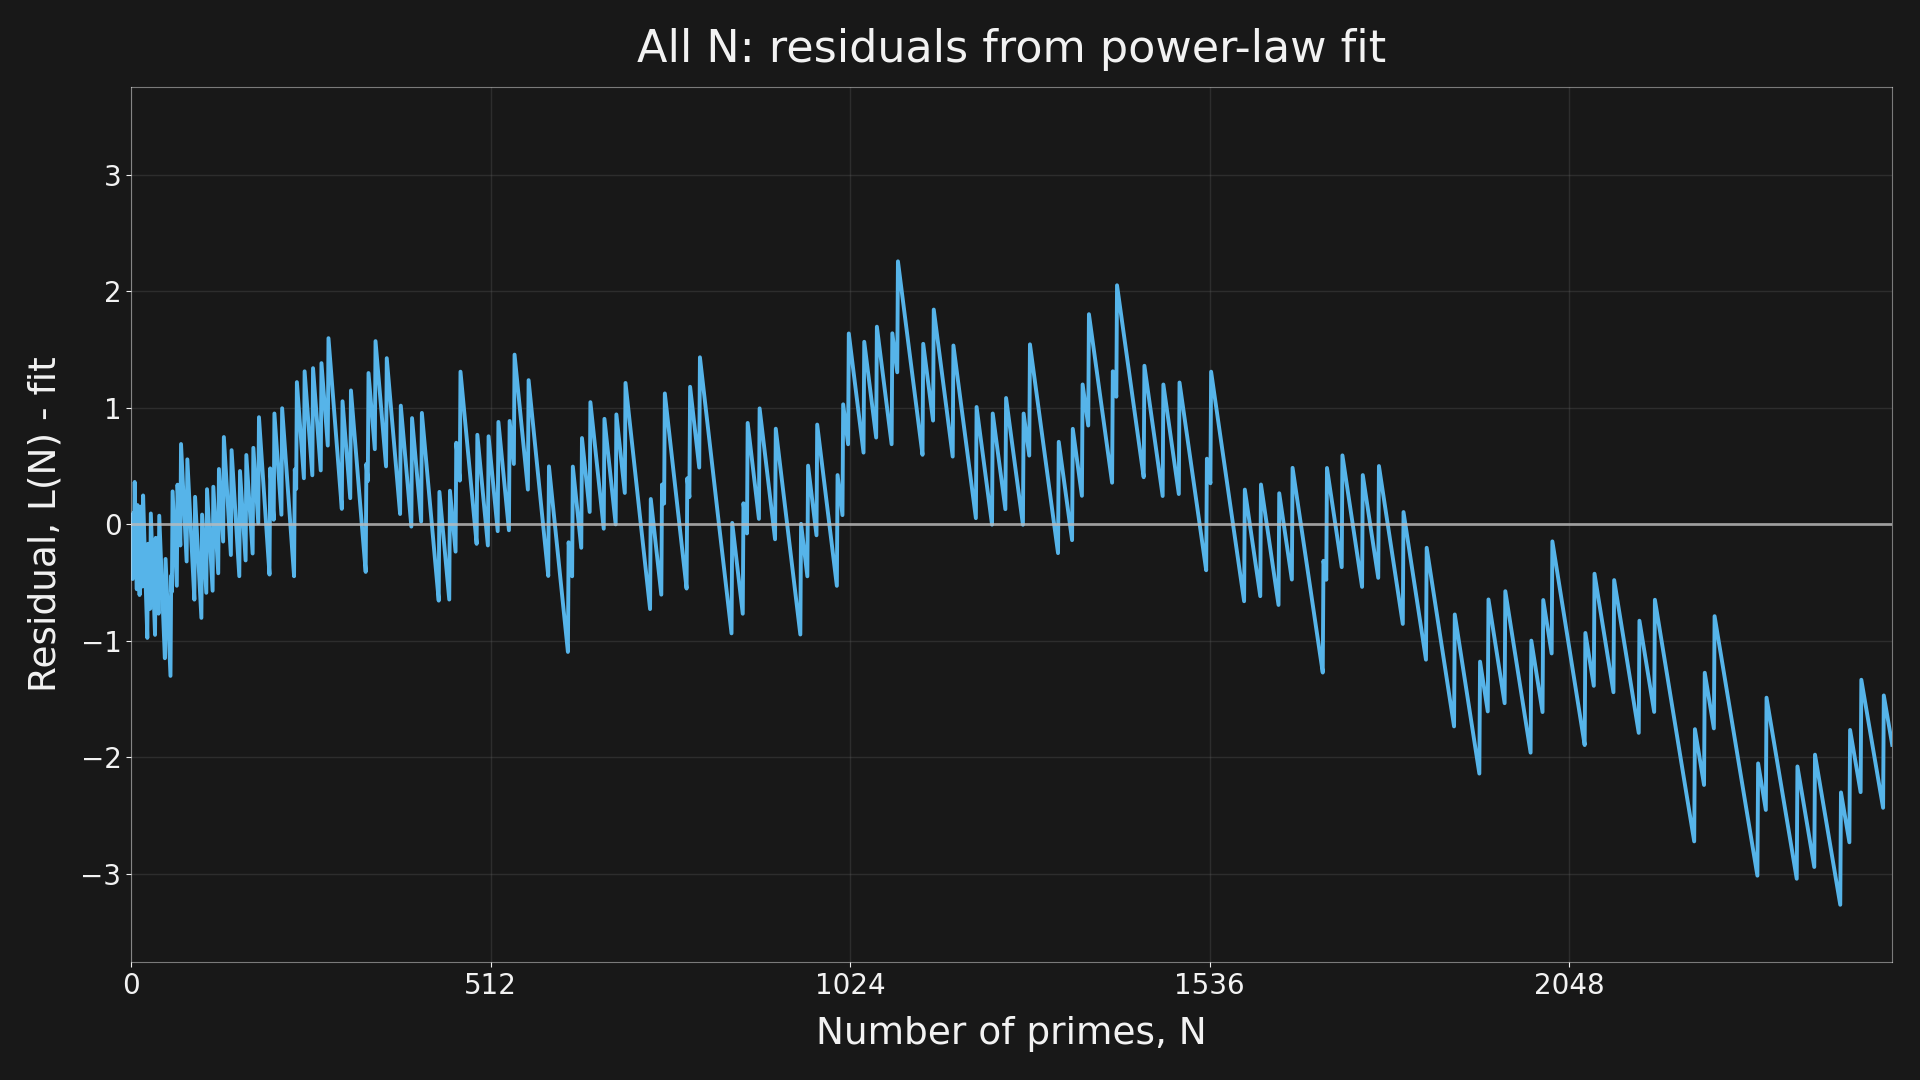 All N: residuals from power-law fit
Residual, L(N) - fit
3
2
1
0
−1
−2
−3
0 512 1024 1536 2048
Number of primes, N